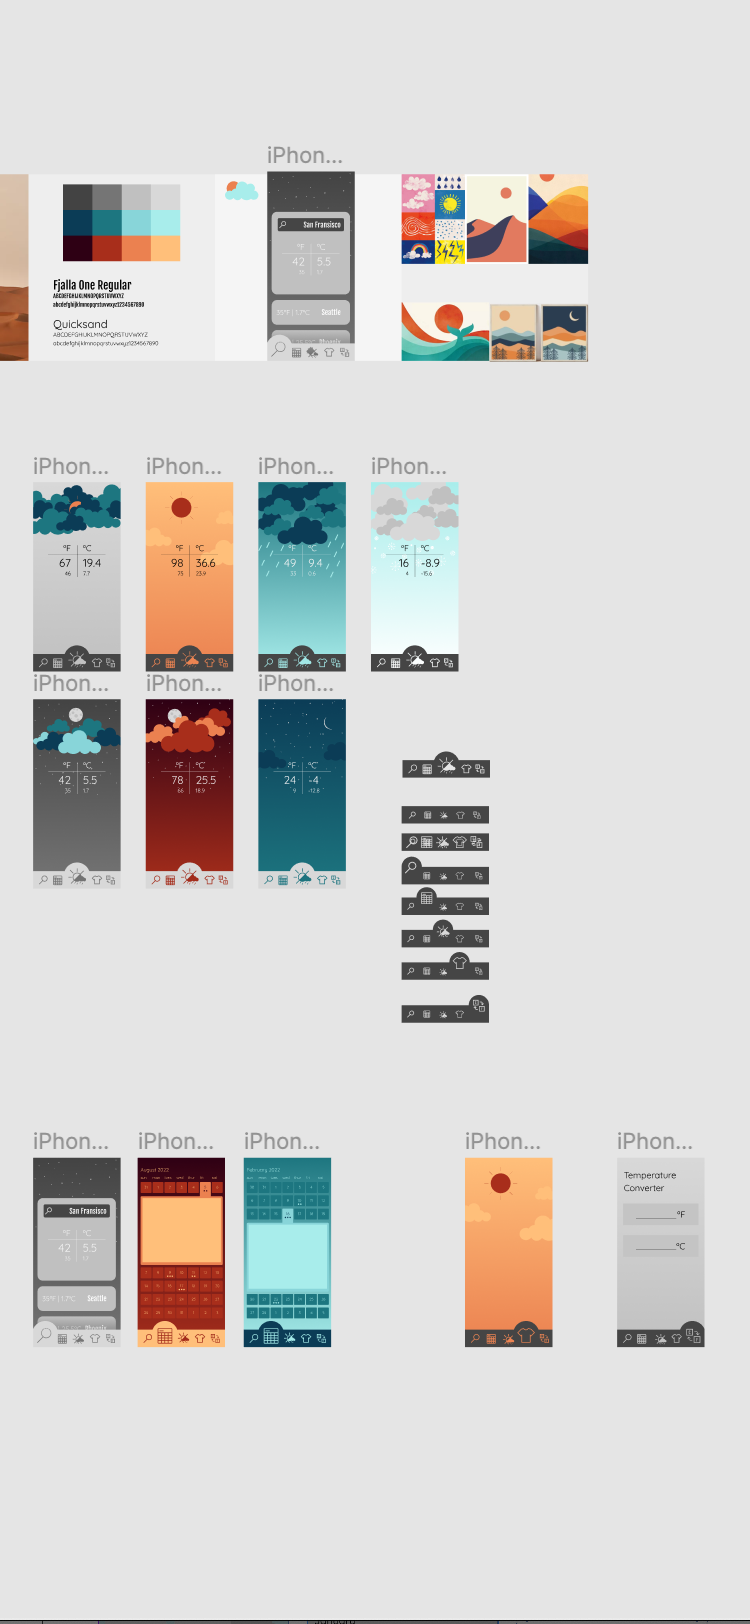 iPhon...
San Fransisco
°F °C
42 5.5
35 1.7
35°F | 1.7°C Seattle
Phoenix
Fjalla One Regular
ABCDEFGHIJKLMNOPQRSTUVWXYZ
abcdefghijklmnopqrstuvwxyz1234567890
Quicksand
ABCDEFGHIJKLMNOPQRSTUVWXYZ
abcdefghijklmnopqrstuvwxyz1234567890
iPhon... iPhon... iPhon... iPhon...
°F °C
67 19.4
46 7.7
°F °C
98 36.6
75 23.9
°F °C
49 9.4
33 0.6
°F °C
16 -8.9
4 -15.6
iPhon... iPhon... iPhon...
°F °C
42 5.5
35 1.7
°F °C
78 25.5
66 18.9
°F °C
24 -4
9 -12.8
iPhon... iPhon... iPhon... iPhon... iPhon...
San Fransisco
°F °C
42 5.5
35 1.7
35°F | 1.7°C Seattle
Phoenix
August 2022
February 2022
Temperature
Converter
°F
°C